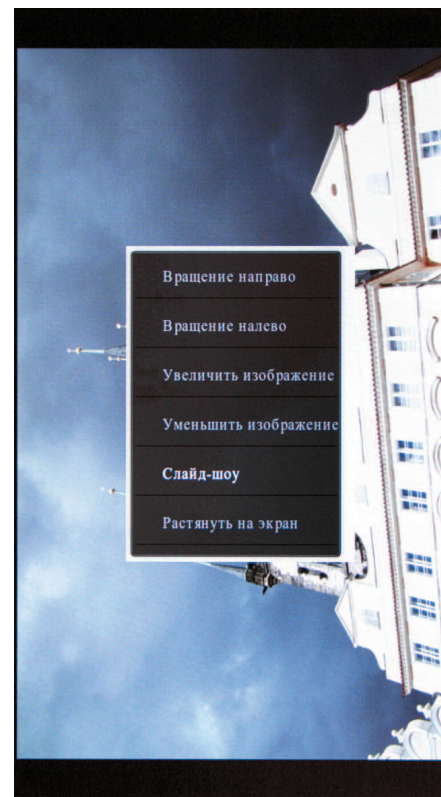 Вращение направо
Вращение налево
Увеличить изображение
Уменьшить изображение
Слайд-шоу
Растянуть на экран